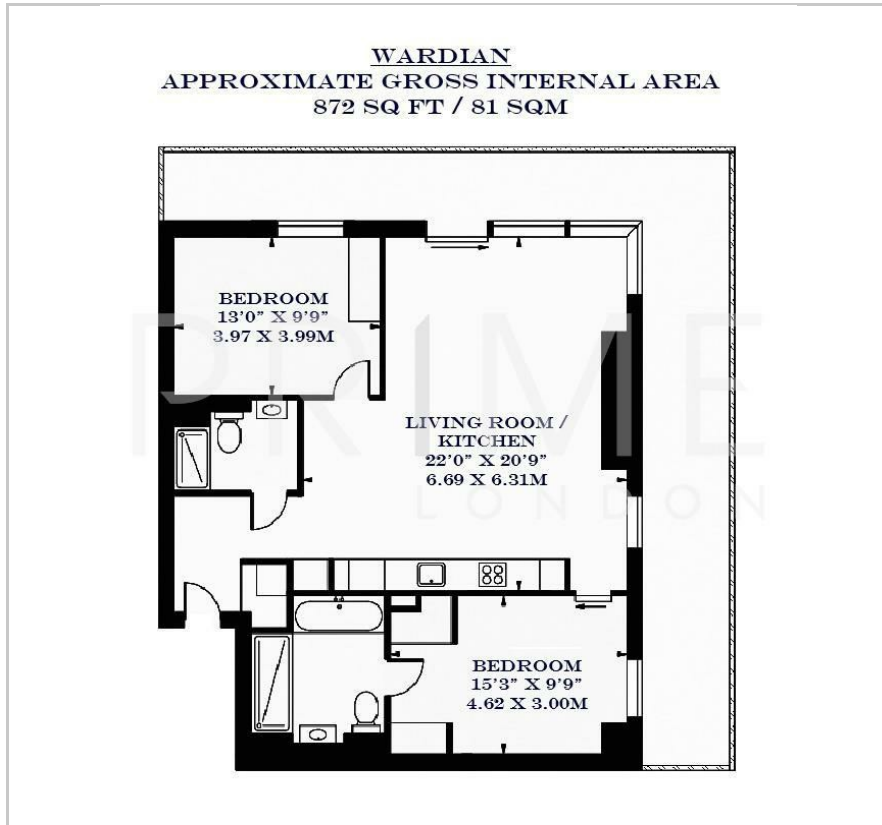 WARDIAN
APPROXIMATE GROSS INTERNAL AREA
872 SQ FT / 81 SQM
BEDROOM
13'0" X 9'9"
3.97 X 3.99M
PRIME
LONDON
LIVING ROOM /
KITCHEN
22'0" X 20'9"
6.69 X 6.31M
BEDROOM
15'3" X 9'9"
4.62 X 3.00M